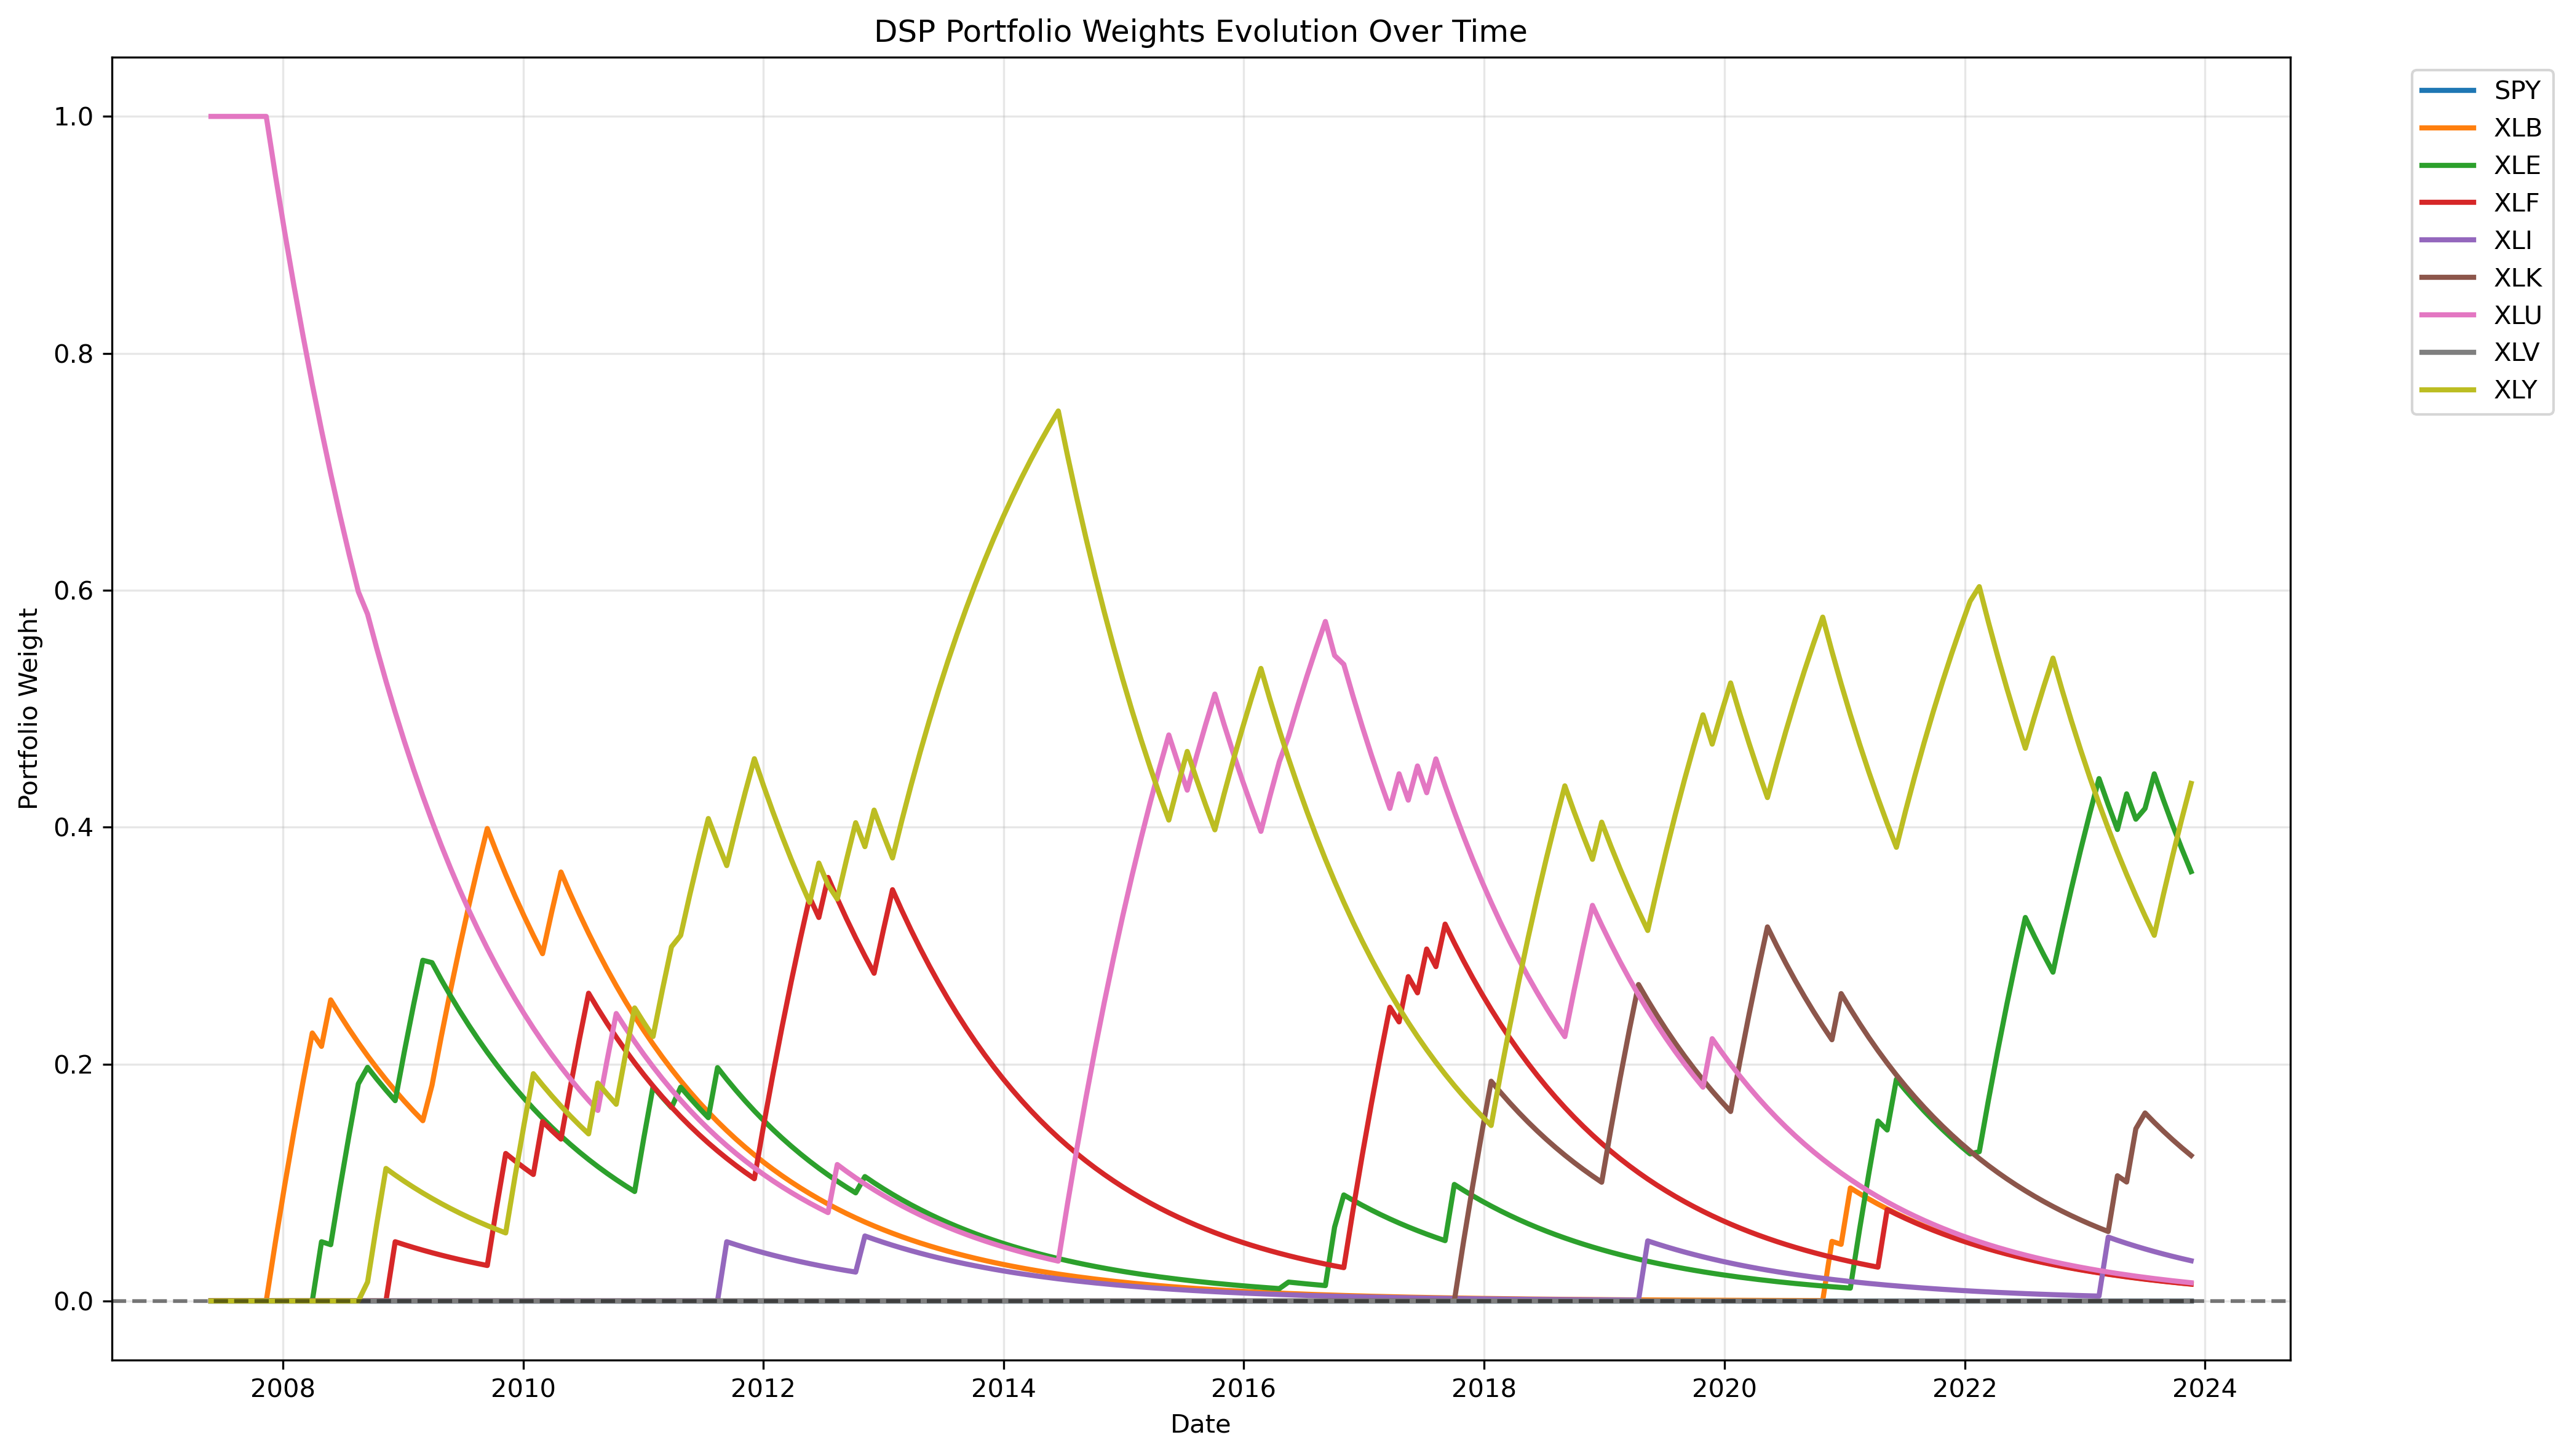 DSP Portfolio Weights Evolution Over Time
1.0
0.8
0.6
0.4
0.2
0.0
Portfolio Weight
2008
2010
2012
2014
2016
2018
2020
2022
2024
Date
SPY
XLB
XLE
XLF
XLI
XLK
XLU
XLV
XLY